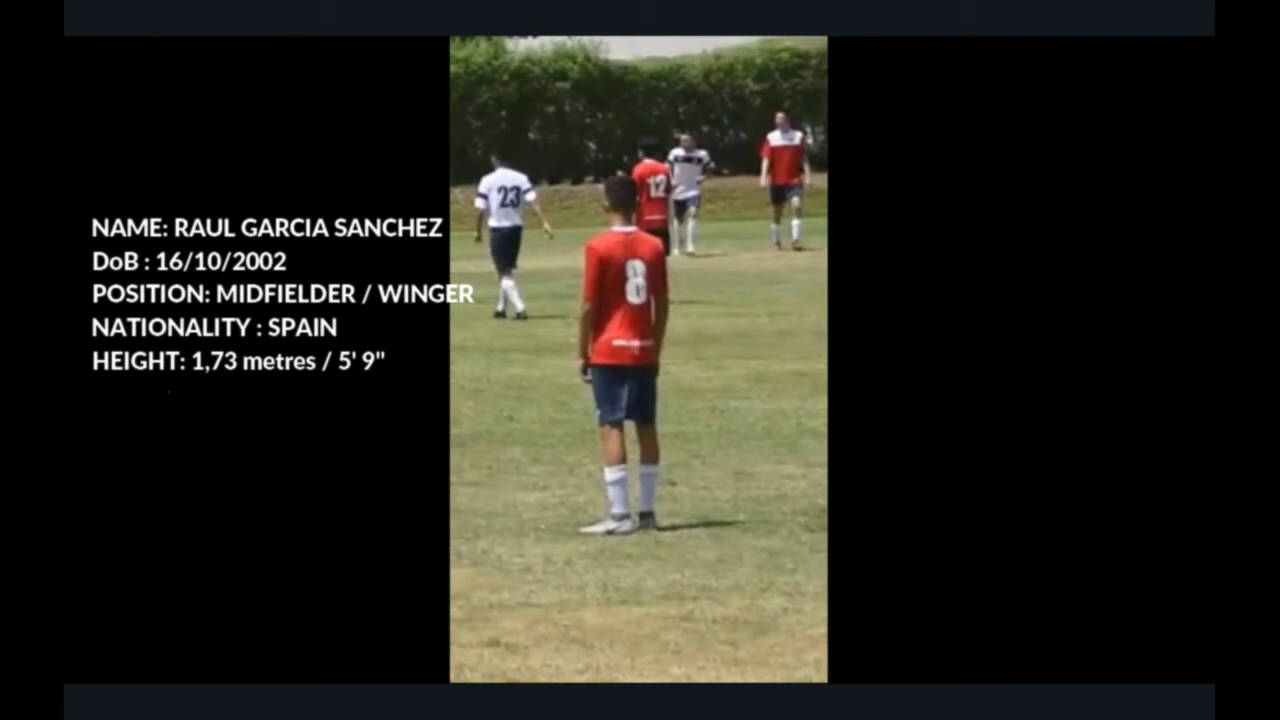 NAME: RAUL GARCIA SANCHEZ
DoB : 16/10/2002
POSITION: MIDFIELDER / WINGER
NATIONALITY : SPAIN
HEIGHT: 1,73 metres / 5' 9"
23
12
8